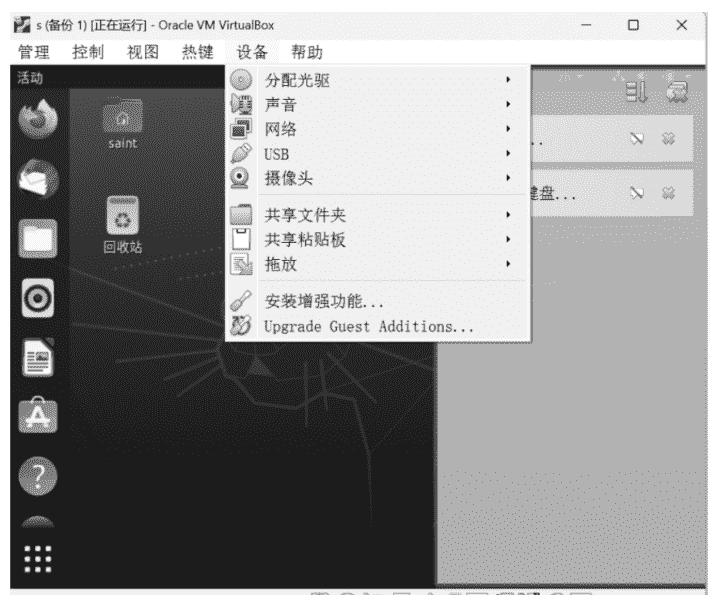 s (备份 1) [正在运行] - Oracle VM VirtualBox
管理 控制 视图 热键 设备 帮助
活动
分配光驱
声音
网络
USB
摄像头
共享文件夹
共享粘贴板
拖放
安装增强功能...
Upgrade Guest Additions...
saint
回收站
..
键盘...